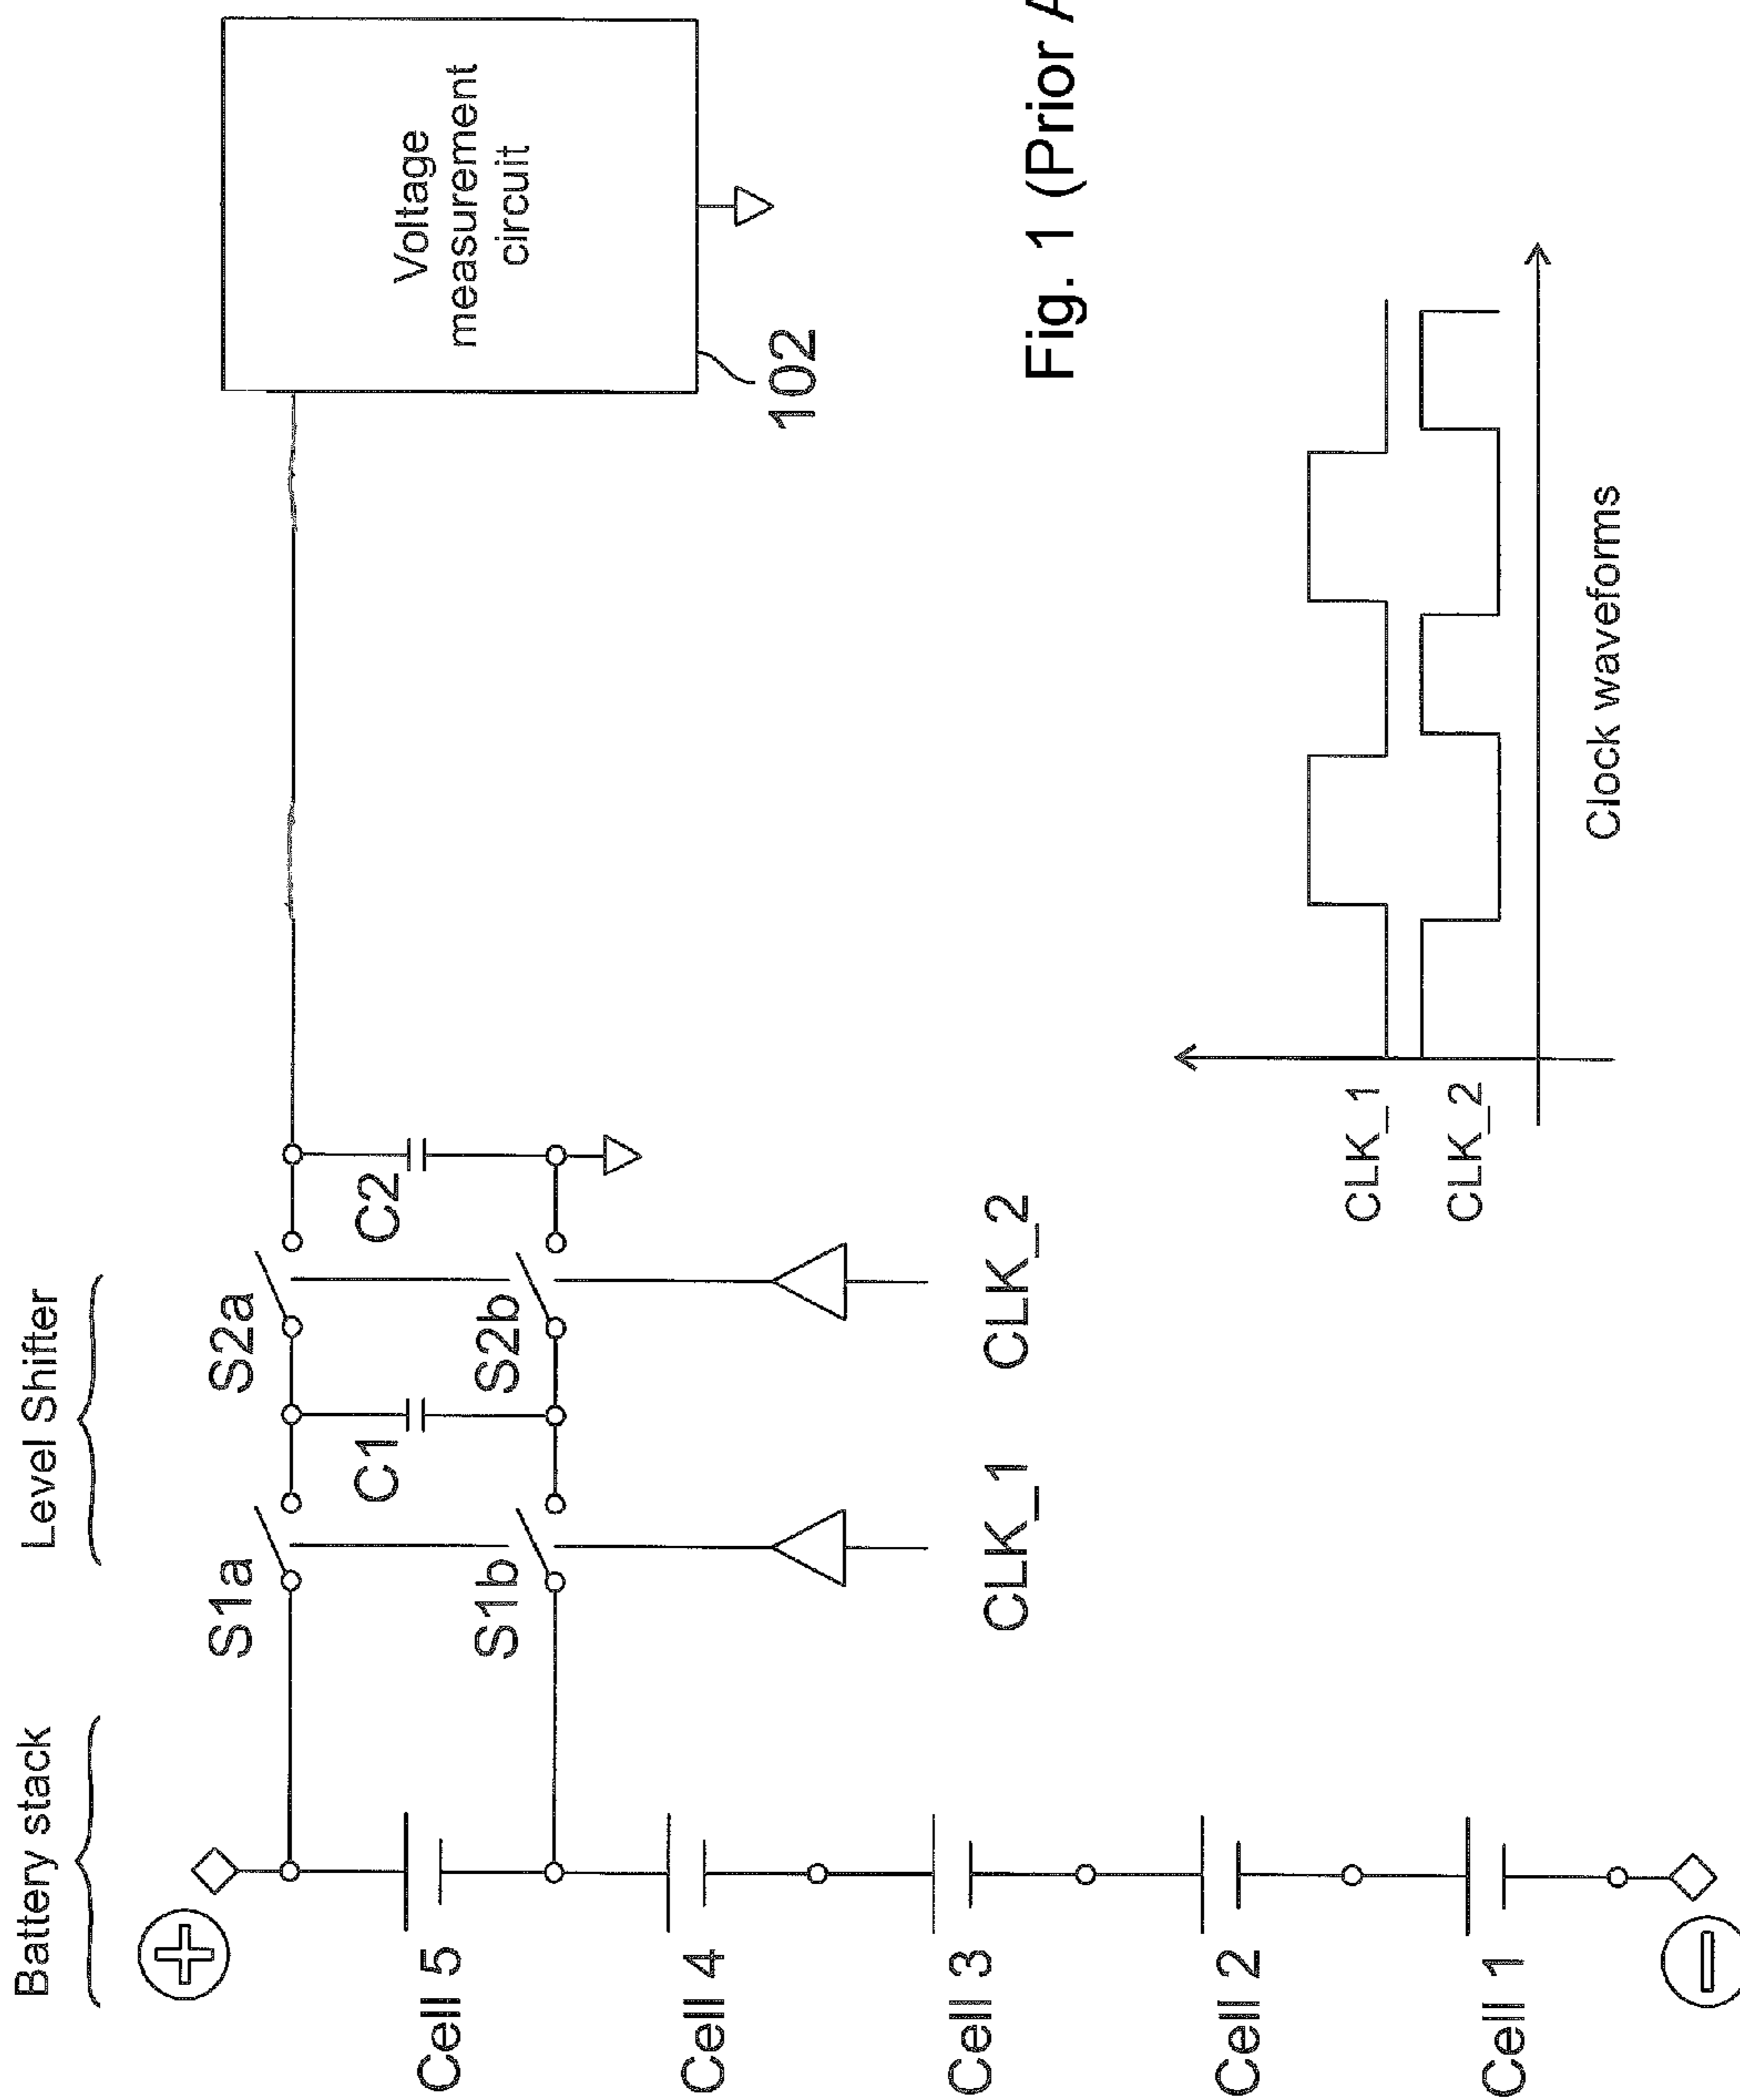 Battery stack
Level Shifter
S1a
S2a
Cell 5
C1
C2
Voltage
measurement
circuit
S1b
S2b
Cell 4
102
Cell 3
CLK_1
CLK_2
Fig. 1 (Prior A
Cell 2
CLK_1
CLK_2
Cell 1
Clock waveforms